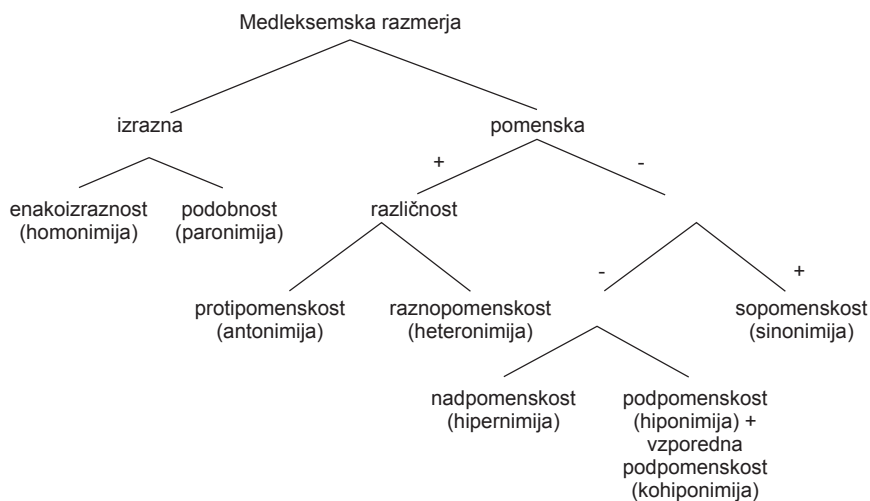 Medleksemska razmerja
izrazna
pomenska
+
-
enakoizraznost
(homonimija)
podobnost
(paronimija)
različnost
-
+
protipomenskost
(antonimija)
raznopomenskost
(heteronimija)
sopomenskost
(sinonimija)
nadpomenskost
(hipernimija)
podpomenskost
(hiponimija) +
vzporedna
podpomenskost
(kohiponimija)